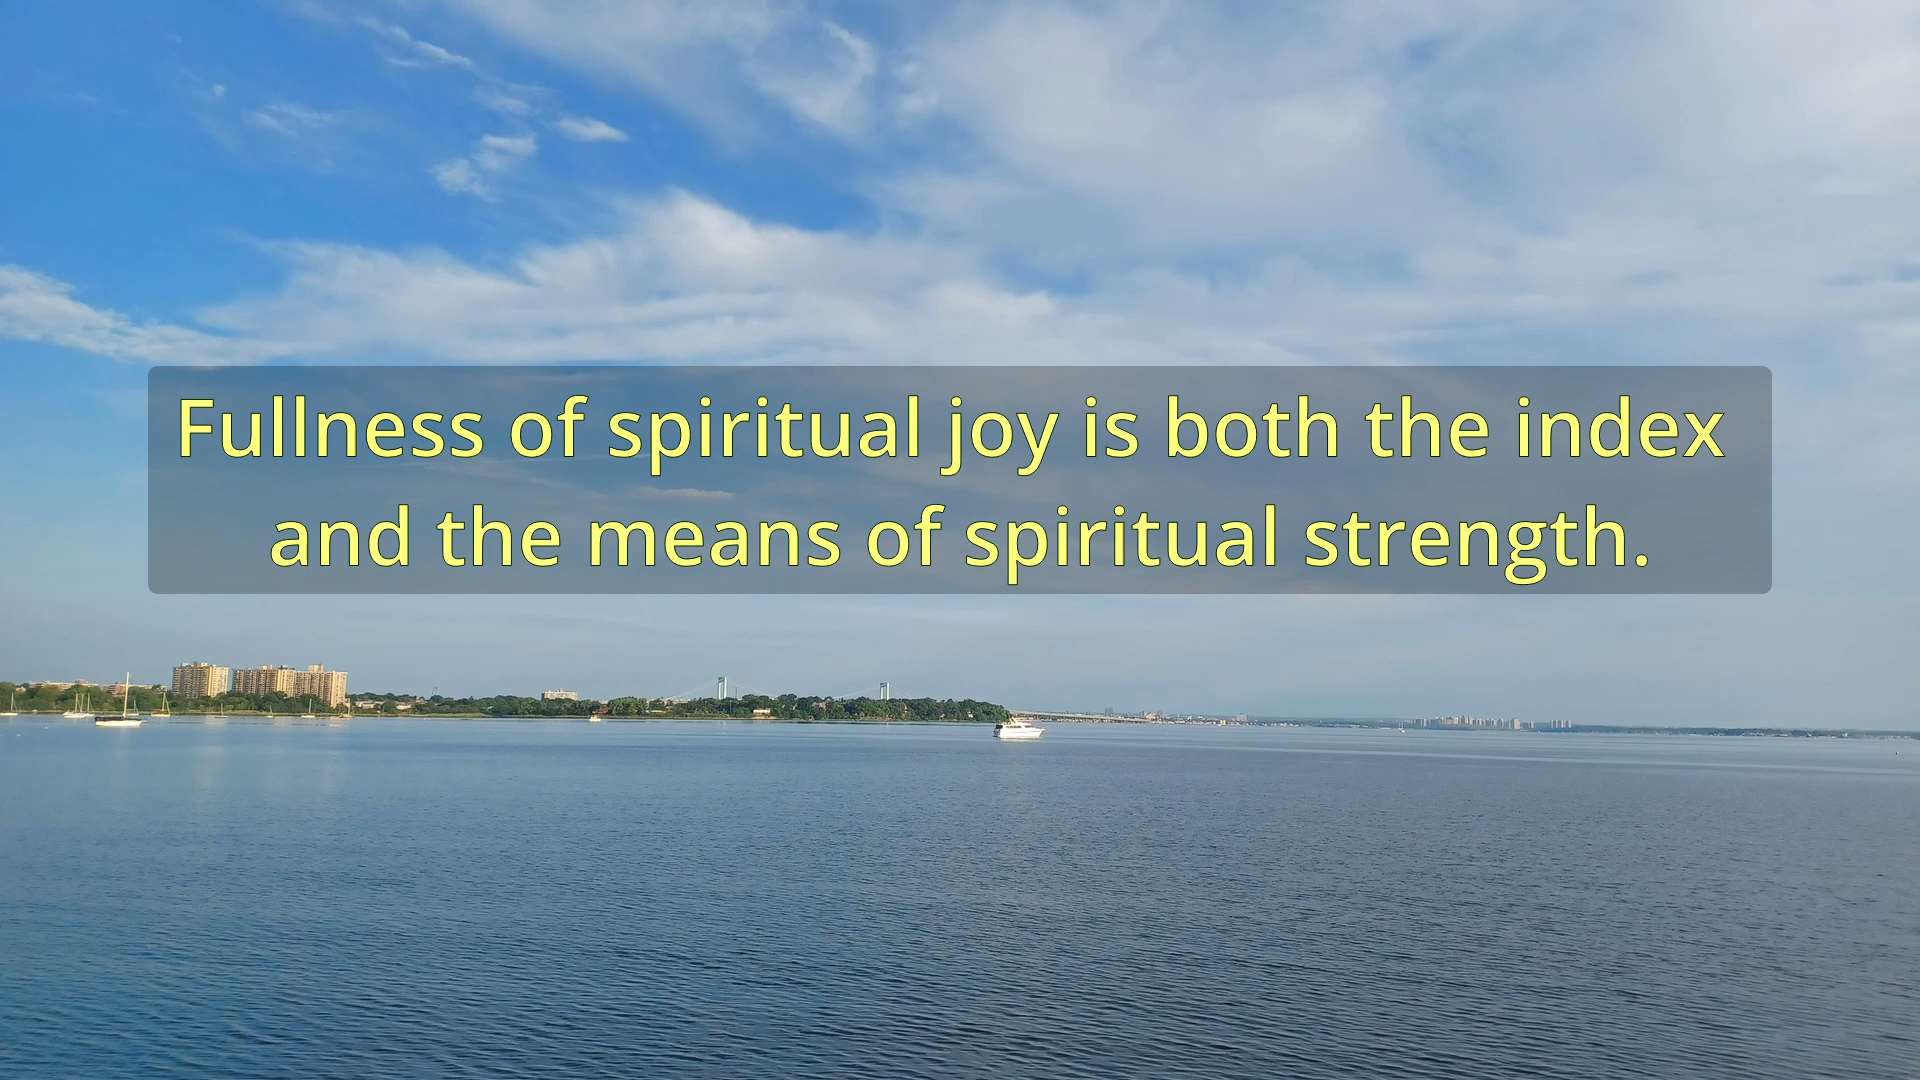 Fullness of spiritual joy is both the index
and the means of spiritual strength.